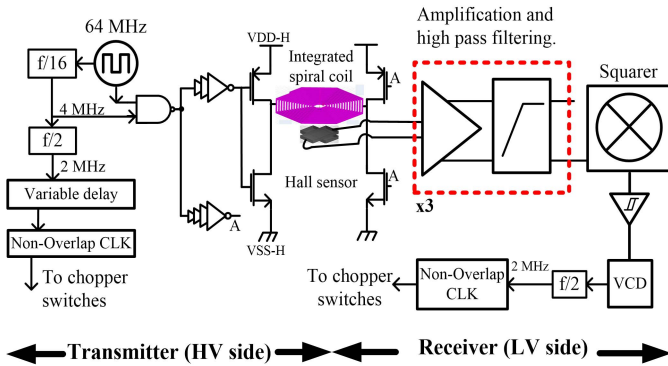 64 MHz
f/16
4 MHz
f/2
2 MHz
Variable delay
Non-Overlap CLK
To chopper
switches
A
VDD-H
VSS-H
Integrated
spiral coil
Hall sensor
A
A
Amplification and
high pass filtering.
x3
Squarer
VCD
f/2
2 MHz
Non-Overlap
CLK
To chopper
switches
Transmitter (HV side)
Receiver (LV side)